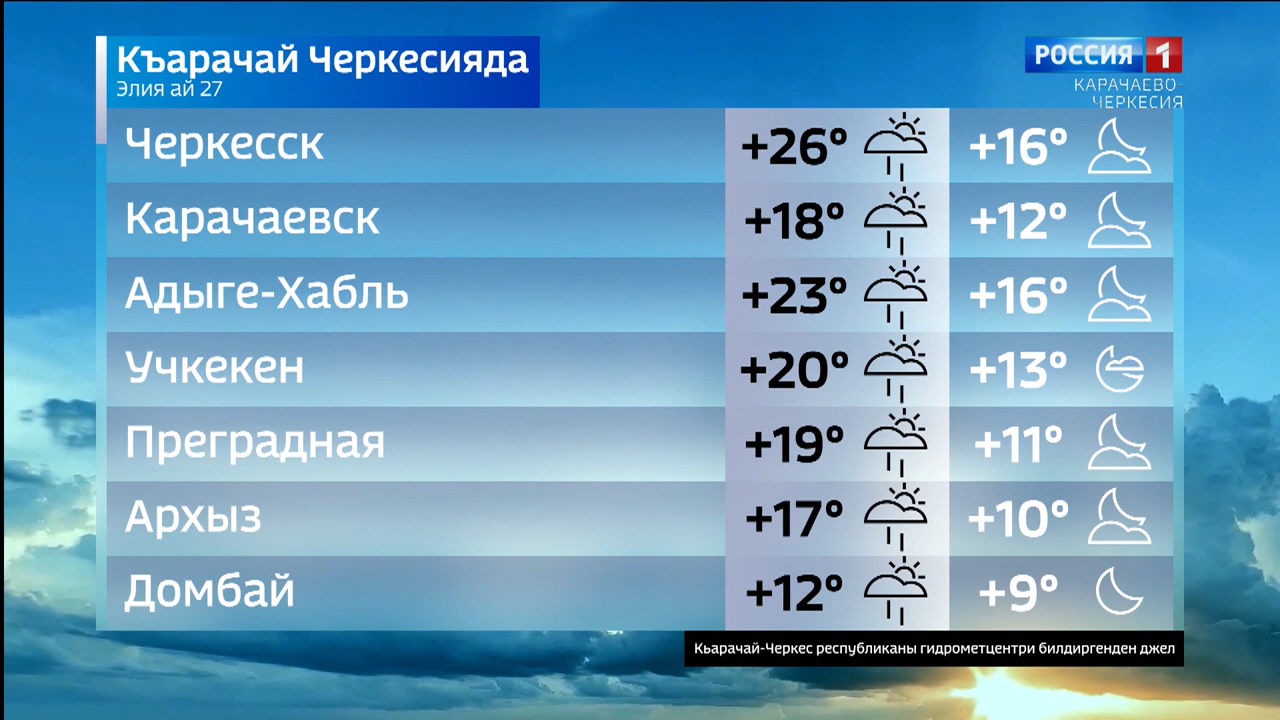 Къарачай Черкесияда
Элия ай 27
РОССИЯ 1
КАРАЧАЕВО-
ЧЕРКЕСИЯ
Черкесск +26° +16°
Карачаевск +18° +12°
Адыге-Хабль +23° +16°
Учкекен +20° +13°
Преградная +19° +11°
Архыз +17° +10°
Домбай +12° +9°
Кьарачай-Черкес республиканы гидрометцентри билдиргенден джел